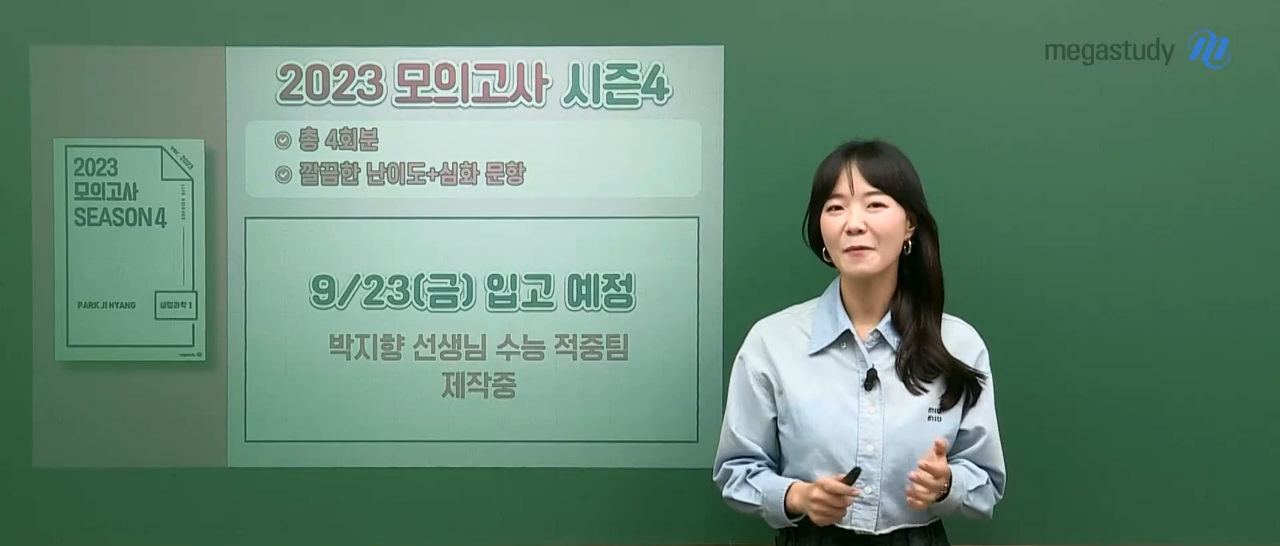 megastudy
2023 모의고사 시즌4
총 4회분
깔끔한 난이도+심화 문항
2023
모의고사
SEASON 4
PARK JI HYANG
생명과학 I
9/23(금) 입고 예정
박지향 선생님 수능 적중팀
제작중
MIU
MIU